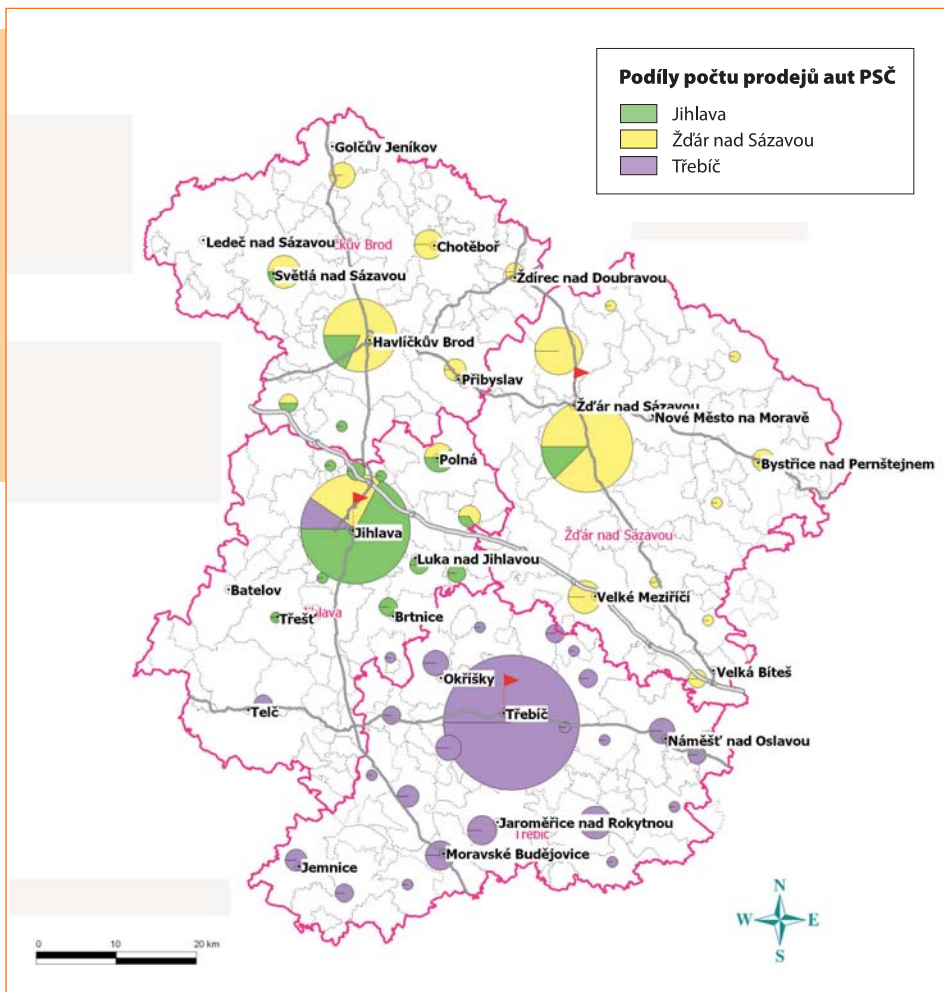 Podíly počtu prodejů aut PSČ
Jihlava
Žďár nad Sázavou
Třebíč
Golčův Jeníkov
Ledeč nad Sázavou
čkův Brod
Chotěboř
Světlá nad Sázavou
Ždírec nad Doubravou
Havlíčkův Brod
Přibyslav
Žďár nad Sázavou
Nové Město na Moravě
Polná
Bystřice nad Pernštejnem
Jihlava
Žďár nad Sázavou
Luka nad Jihlavou
Batelov
Velké Meziříčí
Třešť
Brtnice
Velká Bíteš
Okříšky
Telč
Třebíč
Náměšť nad Oslavou
Jaroměřice nad Rokytnou
Třebíč
Moravské Budějovice
Jemnice
N
W E
S
0 10 20 km